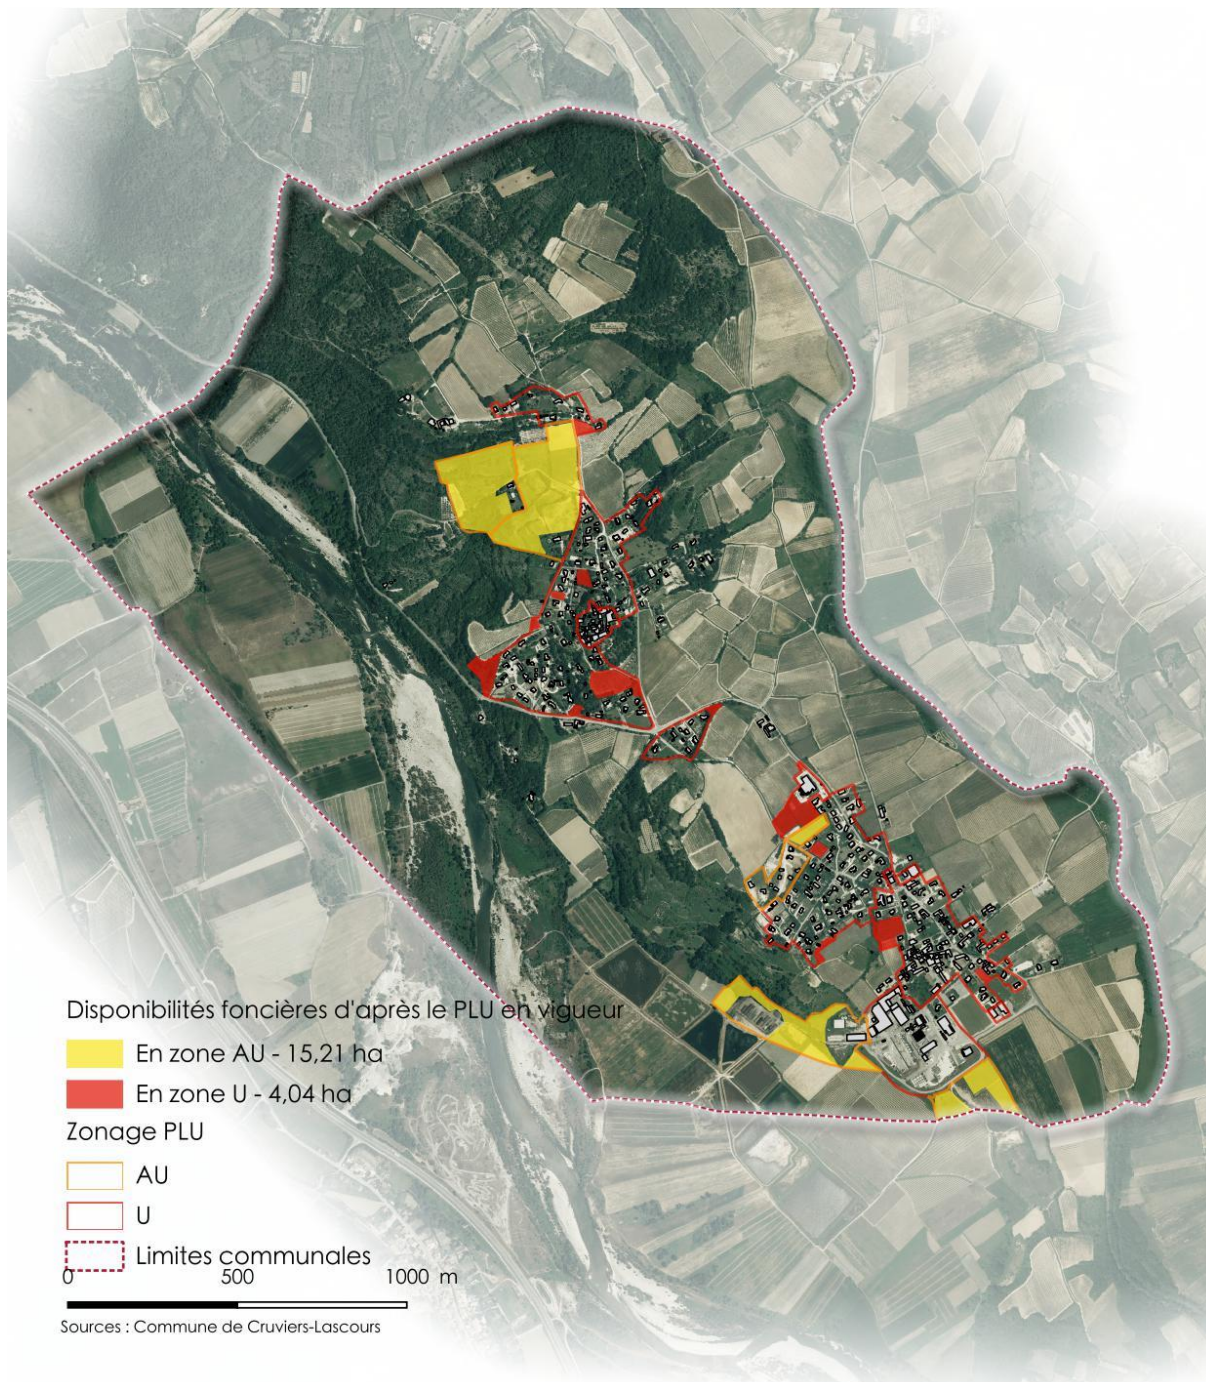 Disponibilités foncières d'après le PLU en vigueur
En zone AU - 15,21 ha
En zone U - 4,04 ha
Zonage PLU
AU
U
Limites communales
0 500 1000 m
Sources : Commune de Cruviers-Lascours